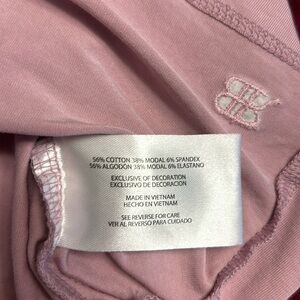 56% COTTON 38% MODAL 6% SPANDEX
56% ALGODON 38% MODAL 6% ELASTANO
EXCLUSIVE OF DECORATION
EXCLUSIVO DE DECORACION
MADE IN VIETNAM
HECHO EN VIETNAM
SEE REVERSE FOR CARE
VER AL REVERSO PARA CUIDADO